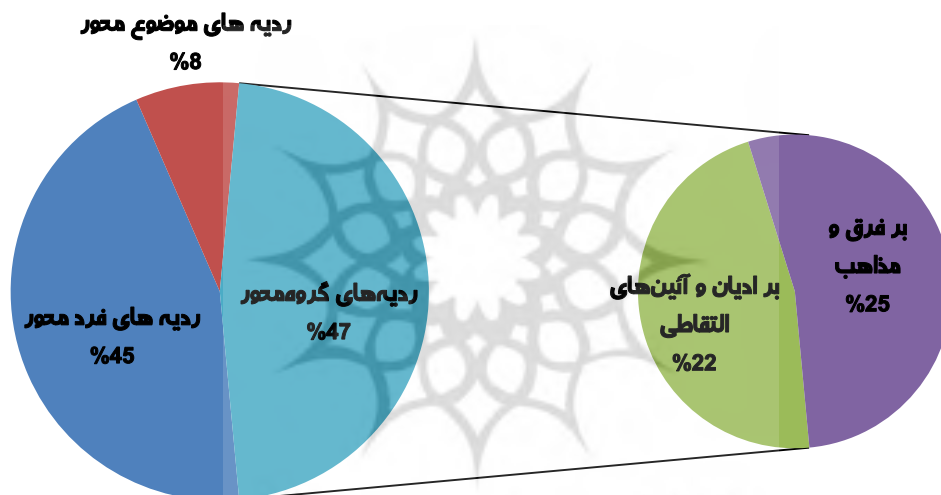 ردیه های موضوع محور
%8
ردیه‌های گروه‌محور
%47
ردیه های فرد محور
%45
بر فرق و
مذاهب
%25
بر ادیان و آئین‌های
التقاطی
%22